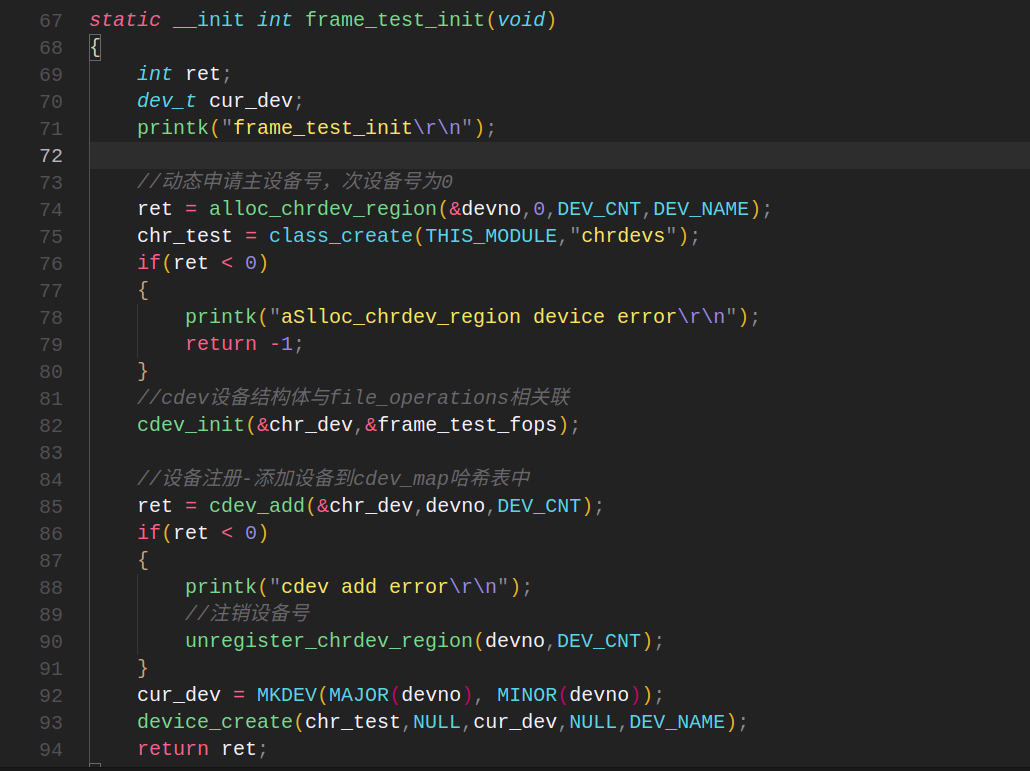 67 static __init int frame_test_init(void)
68 {
69 int ret;
70 dev_t cur_dev;
71 printk("frame_test_init\r\n");
72
73 //动态申请主设备号，次设备号为0
74 ret = alloc_chrdev_region(&devno,0,DEV_CNT,DEV_NAME);
75 chr_test = class_create(THIS_MODULE,"chrdevs");
76 if(ret < 0)
77 {
78 printk("aSlloc_chrdev_region device error\r\n");
79 return -1;
80 }
81 //cdev设备结构体与file_operations相关联
82 cdev_init(&chr_dev,&frame_test_fops);
83
84 //设备注册-添加设备到cdev_map哈希表中
85 ret = cdev_add(&chr_dev,devno,DEV_CNT);
86 if(ret < 0)
87 {
88 printk("cdev add error\r\n");
89 //注销设备号
90 unregister_chrdev_region(devno,DEV_CNT);
91 }
92 cur_dev = MKDEV(MAJOR(devno), MINOR(devno));
93 device_create(chr_test,NULL,cur_dev,NULL,DEV_NAME);
94 return ret;